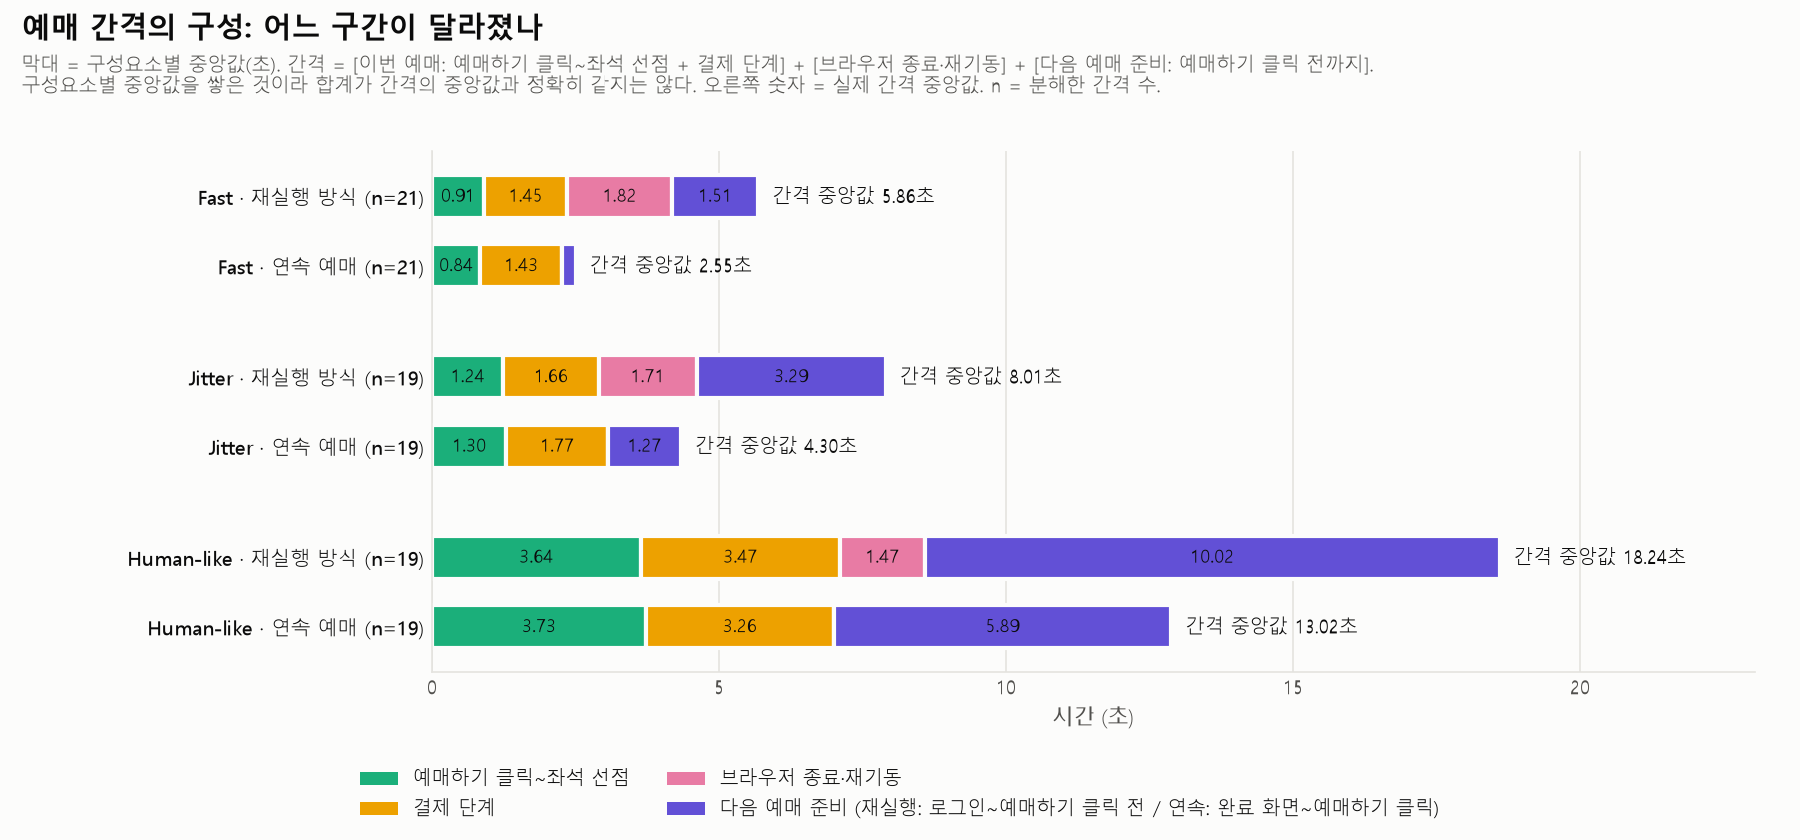 예매 간격의 구성: 어느 구간이 달라졌나
막대 = 구성요소별 중앙값(초). 간격 = [이번 예매: 예매하기 클릭~좌석 선점 + 결제 단계] + [브라우저 종료·재기동] + [다음 예매 준비: 예매하기 클릭 전까지].
구성요소별 중앙값을 쌓은 것이라 합계가 간격의 중앙값과 정확히 같지는 않다. 오른쪽 숫자 = 실제 간격 중앙값. n = 분해한 간격 수.
Fast · 재실행 방식 (n=21) 0.91 1.45 1.82 1.51 간격 중앙값 5.86초
Fast · 연속 예매 (n=21) 0.84 1.43 간격 중앙값 2.55초
Jitter · 재실행 방식 (n=19) 1.24 1.66 1.71 3.29 간격 중앙값 8.01초
Jitter · 연속 예매 (n=19) 1.30 1.77 1.27 간격 중앙값 4.30초
Human-like · 재실행 방식 (n=19) 3.64 3.47 1.47 10.02 간격 중앙값 18.24초
Human-like · 연속 예매 (n=19) 3.73 3.26 5.89 간격 중앙값 13.02초
0 5 10 15 20
시간 (초)
예매하기 클릭~좌석 선점 브라우저 종료·재기동
결제 단계 다음 예매 준비 (재실행: 로그인~예매하기 클릭 전 / 연속: 완료 화면~예매하기 클릭)